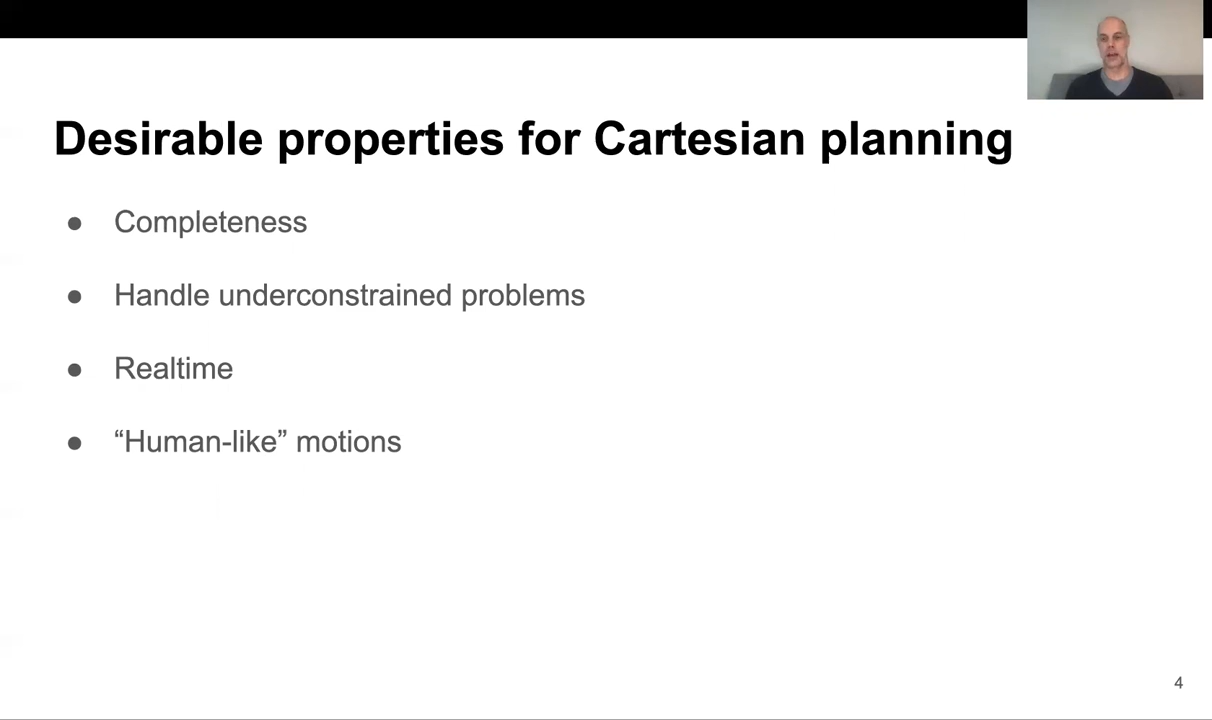 Desirable properties for Cartesian planning
● Completeness
● Handle underconstrained problems
● Realtime
● “Human-like” motions
4